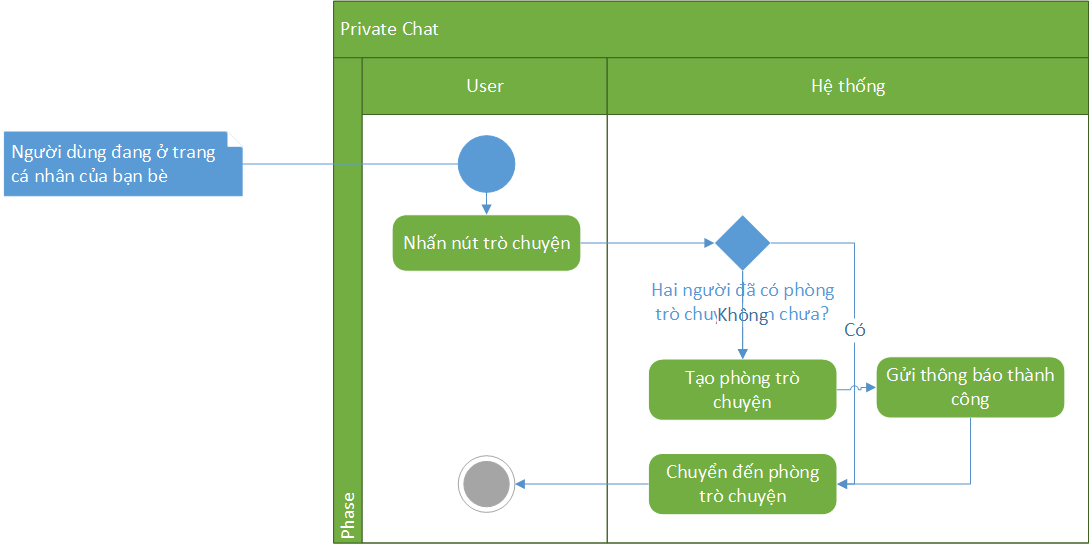 Private Chat
User
Hệ thống
Người dùng đang ở trang
cá nhân của bạn bè
Nhấn nút trò chuyện
Hai người đã có phòng
trò chưa?
Không
Có
Tạo phòng trò
chuyện
Gửi thông báo thành
công
Chuyển đến phòng
trò chuyện
Phase